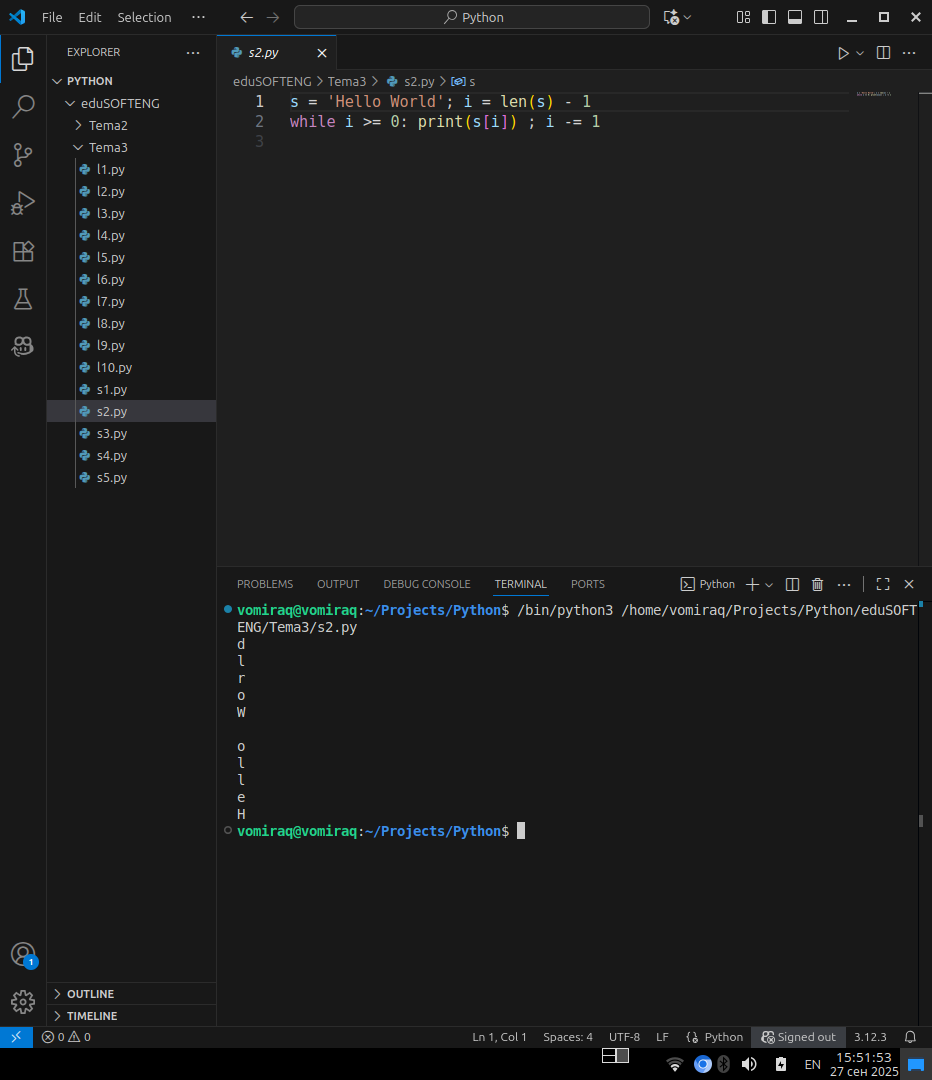 File Edit Selection ··· Python
EXPLORER ···
PYTHON
eduSOFTENG
Tema2
Tema3
l1.py
l2.py
l3.py
l4.py
l5.py
l6.py
l7.py
l8.py
l9.py
l10.py
s1.py
s2.py
s3.py
s4.py
s5.py
OUTLINE
TIMELINE
s2.py
eduSOFTENG > Tema3 > s2.py > s
1 s = 'Hello World'; i = len(s) - 1
2 while i >= 0: print(s[i]) ; i -= 1
3
PROBLEMS OUTPUT DEBUG CONSOLE TERMINAL PORTS Python
vomiraq@vomiraq:~/Projects/Python$ /bin/python3 /home/vomiraq/Projects/Python/eduSOFT
ENG/Tema3/s2.py
d
l
r
o
W
o
l
l
e
H
vomiraq@vomiraq:~/Projects/Python$
1
0 0 Ln 1, Col 1 Spaces: 4 UTF-8 LF {} Python Signed out 3.12.3
EN 15:51:53
27 сен 2025